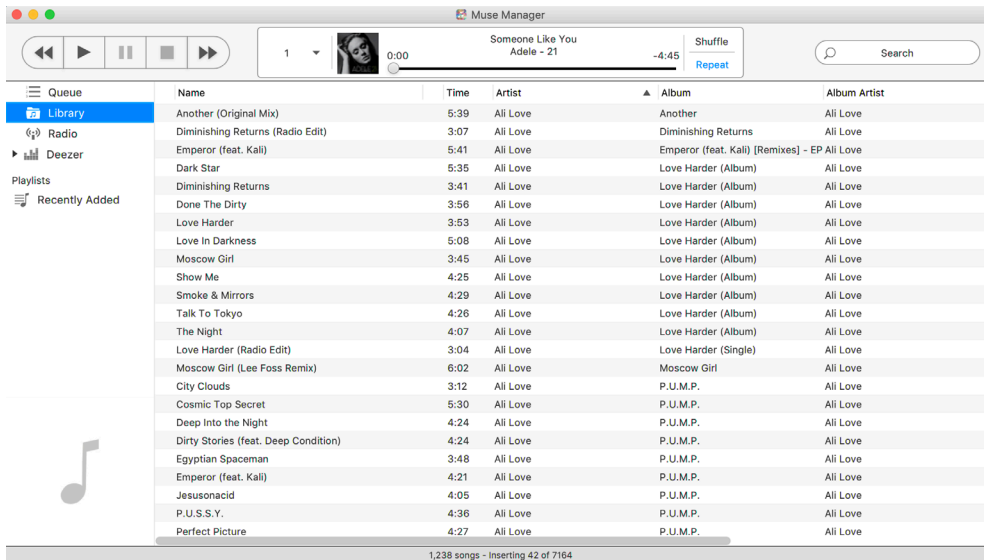 Muse Manager
1
0:00
Someone Like You
Adele - 21
-4:45
Shuffle
Repeat
Search
Queue
Library
Radio
Deezer
Playlists
Recently Added
Name Time Artist Album Album Artist
Another (Original Mix) 5:39 Ali Love Another Ali Love
Diminishing Returns (Radio Edit) 3:07 Ali Love Diminishing Returns Ali Love
Emperor (feat. Kali) 5:41 Ali Love Emperor (feat. Kali) [Remixes] - EP Ali Love
Dark Star 5:35 Ali Love Love Harder (Album) Ali Love
Diminishing Returns 3:41 Ali Love Love Harder (Album) Ali Love
Done The Dirty 3:56 Ali Love Love Harder (Album) Ali Love
Love Harder 3:53 Ali Love Love Harder (Album) Ali Love
Love In Darkness 5:08 Ali Love Love Harder (Album) Ali Love
Moscow Girl 3:45 Ali Love Love Harder (Album) Ali Love
Show Me 4:25 Ali Love Love Harder (Album) Ali Love
Smoke & Mirrors 4:29 Ali Love Love Harder (Album) Ali Love
Talk To Tokyo 4:26 Ali Love Love Harder (Album) Ali Love
The Night 4:07 Ali Love Love Harder (Album) Ali Love
Love Harder (Radio Edit) 3:04 Ali Love Love Harder (Single) Ali Love
Moscow Girl (Lee Foss Remix) 6:02 Ali Love Moscow Girl Ali Love
City Clouds 3:12 Ali Love P.U.M.P. Ali Love
Cosmic Top Secret 5:30 Ali Love P.U.M.P. Ali Love
Deep Into the Night 4:24 Ali Love P.U.M.P. Ali Love
Dirty Stories (feat. Deep Condition) 4:24 Ali Love P.U.M.P. Ali Love
Egyptian Spaceman 3:48 Ali Love P.U.M.P. Ali Love
Emperor (feat. Kali) 4:21 Ali Love P.U.M.P. Ali Love
Jesusonacid 4:05 Ali Love P.U.M.P. Ali Love
P.U.S.S.Y. 4:36 Ali Love P.U.M.P. Ali Love
Perfect Picture 4:27 Ali Love P.U.M.P. Ali Love
1,238 songs - Inserting 42 of 7164